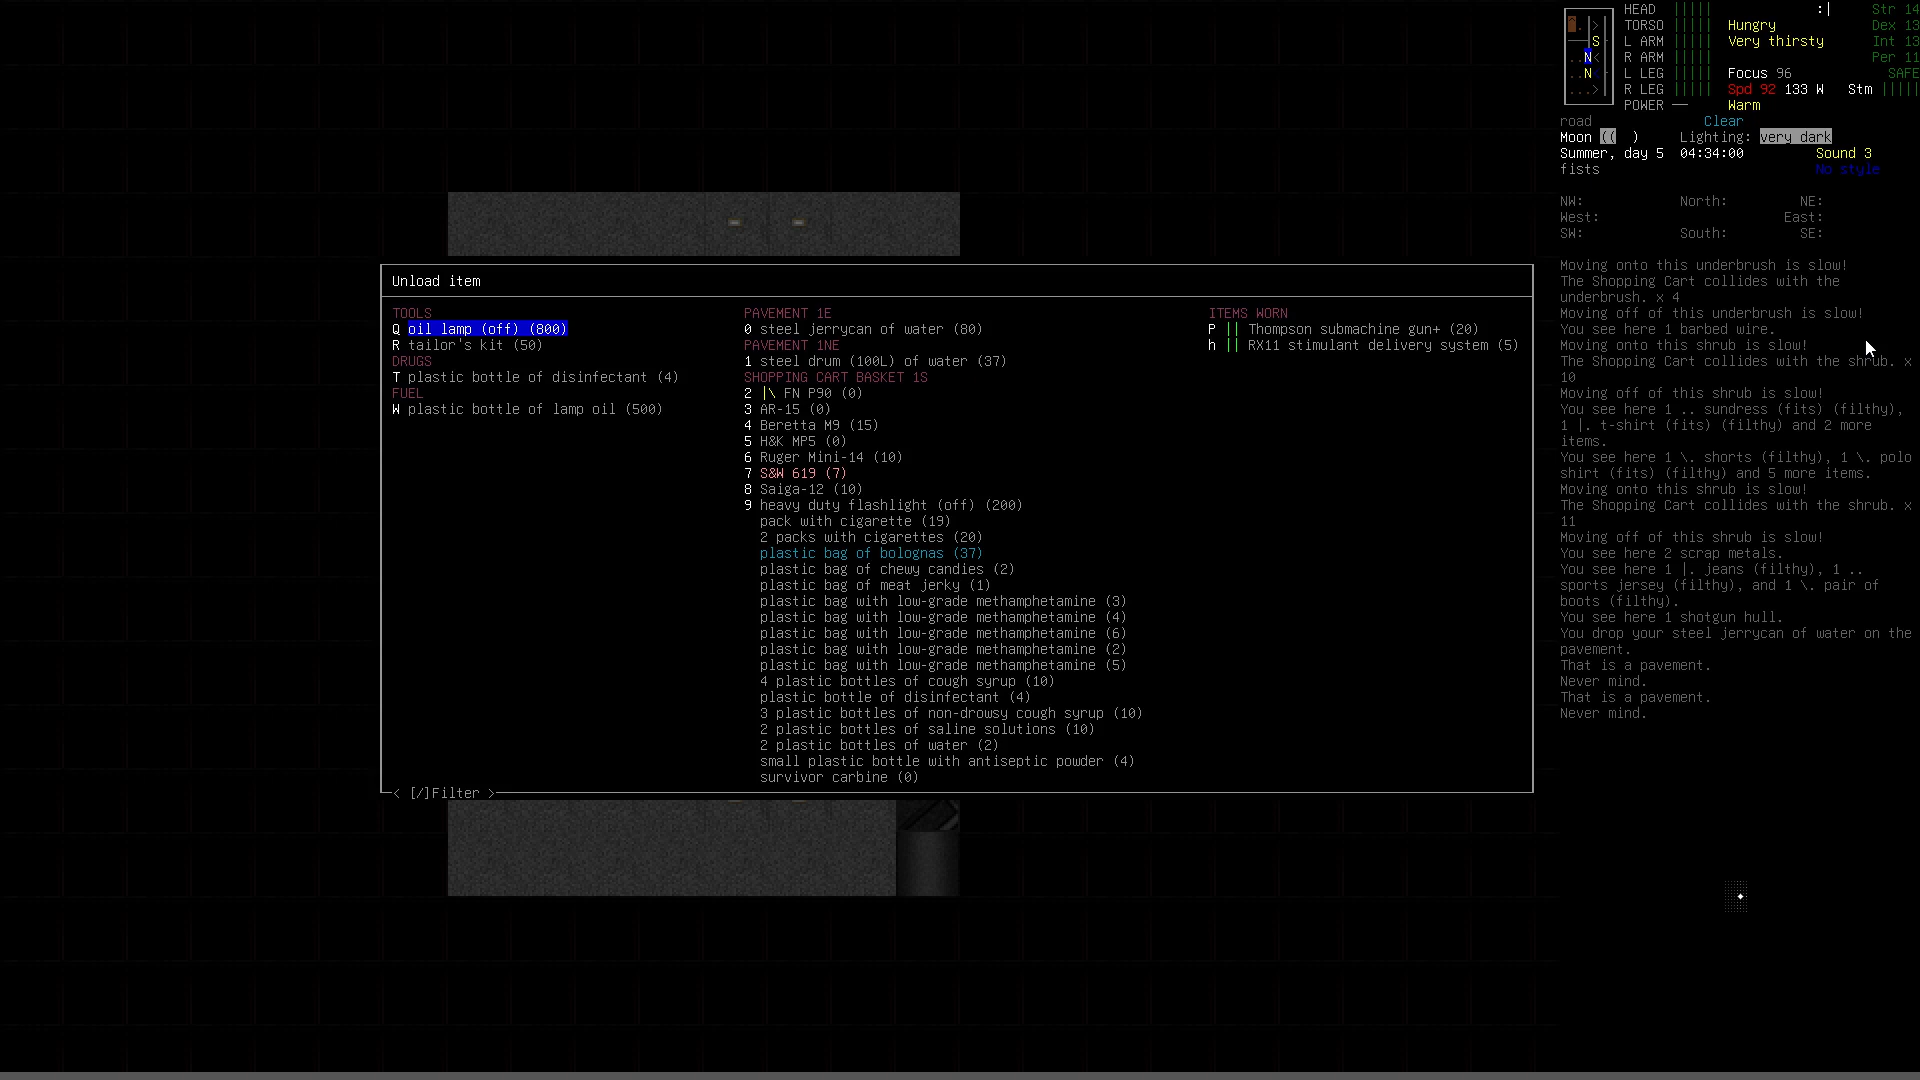 Unload item
TOOLS
Q oil lamp (off) (800)
R tailor's kit (50)
DRUGS
T plastic bottle of disinfectant (4)
FUEL
W plastic bottle of lamp oil (500)
< [/]Filter >
PAVEMENT 1E
0 steel jerrycan of water (80)
PAVEMENT 1NE
1 steel drum (100L) of water (37)
SHOPPING CART BASKET 1S
2 |\ FN P90 (0)
3 AR-15 (0)
4 Beretta M9 (15)
5 H&K MP5 (0)
6 Ruger Mini-14 (10)
7 S&W 619 (7)
8 Saiga-12 (10)
9 heavy duty flashlight (off) (200)
pack with cigarette (19)
2 packs with cigarettes (20)
plastic bag of bolognas (37)
plastic bag of chewy candies (2)
plastic bag of meat jerky (1)
plastic bag with low-grade methamphetamine (3)
plastic bag with low-grade methamphetamine (4)
plastic bag with low-grade methamphetamine (6)
plastic bag with low-grade methamphetamine (2)
plastic bag with low-grade methamphetamine (5)
4 plastic bottles of cough syrup (10)
plastic bottle of disinfectant (4)
3 plastic bottles of non-drowsy cough syrup (10)
2 plastic bottles of saline solutions (10)
2 plastic bottles of water (2)
small plastic bottle with antiseptic powder (4)
survivor carbine (0)
ITEMS WORN
P || Thompson submachine gun+ (20)
h || RX11 stimulant delivery system (5)
HEAD ||||| :| Str 14
TORSO ||||| Hungry Dex 13
L ARM ||||| Very thirsty Int 13
R ARM ||||| Per 11
L LEG ||||| Focus 96 SAFE
R LEG ||||| Spd 92 133 W Stm |||||
POWER — Warm
road Clear
Moon (( ) Lighting: very dark
Summer, day 5 04:34:00 Sound 3
fists No style
NW: North: NE:
West: East:
SW: South: SE:
Moving onto this underbrush is slow!
The Shopping Cart collides with the
underbrush. x 4
Moving off of this underbrush is slow!
You see here 1 barbed wire.
Moving onto this shrub is slow!
The Shopping Cart collides with the shrub. x
10
Moving off of this shrub is slow!
You see here 1 .. sundress (fits) (filthy),
1 |. t-shirt (fits) (filthy) and 2 more
items.
You see here 1 \. shorts (filthy), 1 \. polo
shirt (fits) (filthy) and 5 more items.
Moving onto this shrub is slow!
The Shopping Cart collides with the shrub. x
11
Moving off of this shrub is slow!
You see here 2 scrap metals.
You see here 1 |. jeans (filthy), 1 ..
sports jersey (filthy), and 1 \. pair of
boots (filthy).
You see here 1 shotgun hull.
You drop your steel jerrycan of water on the
pavement.
That is a pavement.
Never mind.
That is a pavement.
Never mind.